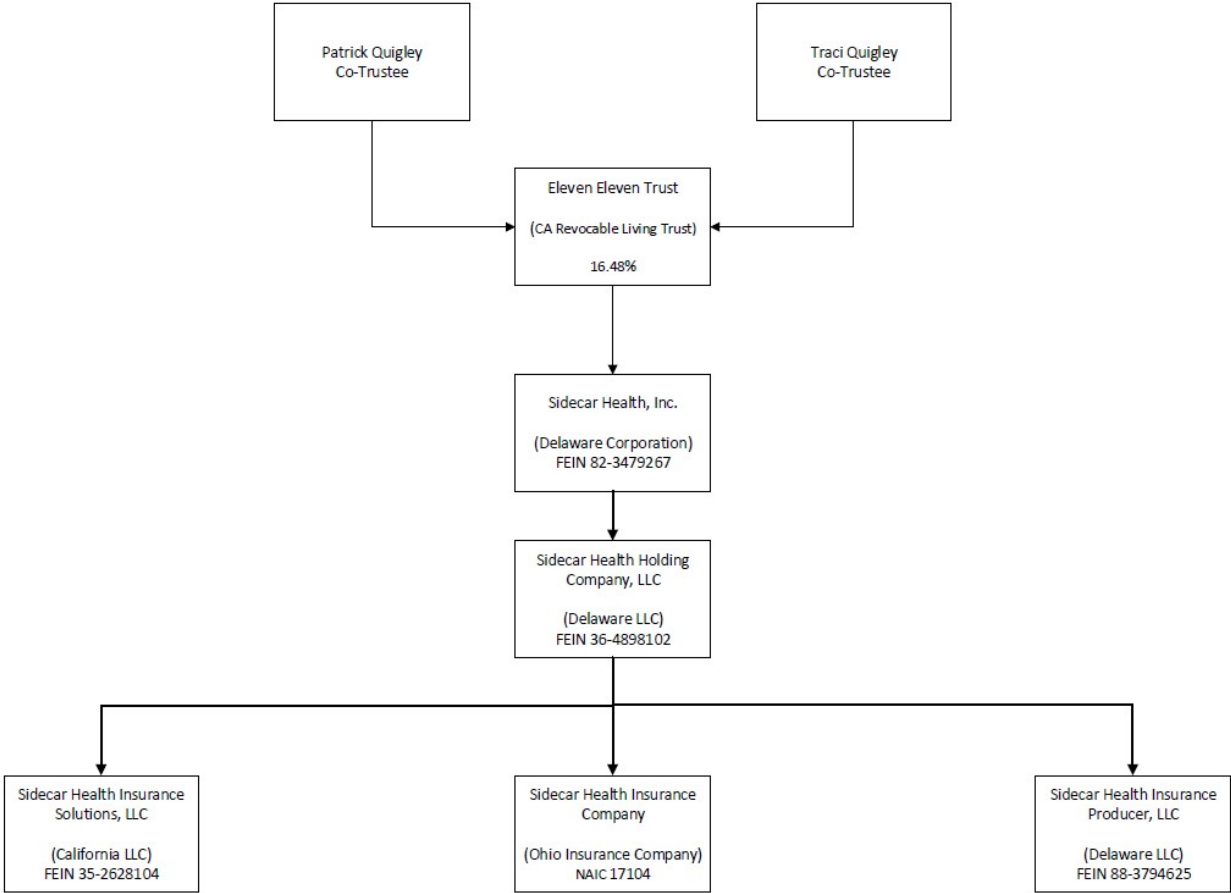 Patrick Quigley
Co-Trustee
Traci Quigley
Co-Trustee
Eleven Eleven Trust
(CA Revocable Living Trust)
16.48%
Sidecar Health, Inc.
(Delaware Corporation)
FEIN 82-3479267
Sidecar Health Holding
Company, LLC
(Delaware LLC)
FEIN 36-4898102
Sidecar Health Insurance
Solutions, LLC
(California LLC)
FEIN 35-2628104
Sidecar Health Insurance
Company
(Ohio Insurance Company)
NAIC 17104
Sidecar Health Insurance
Producer, LLC
(Delaware LLC)
FEIN 88-3794625